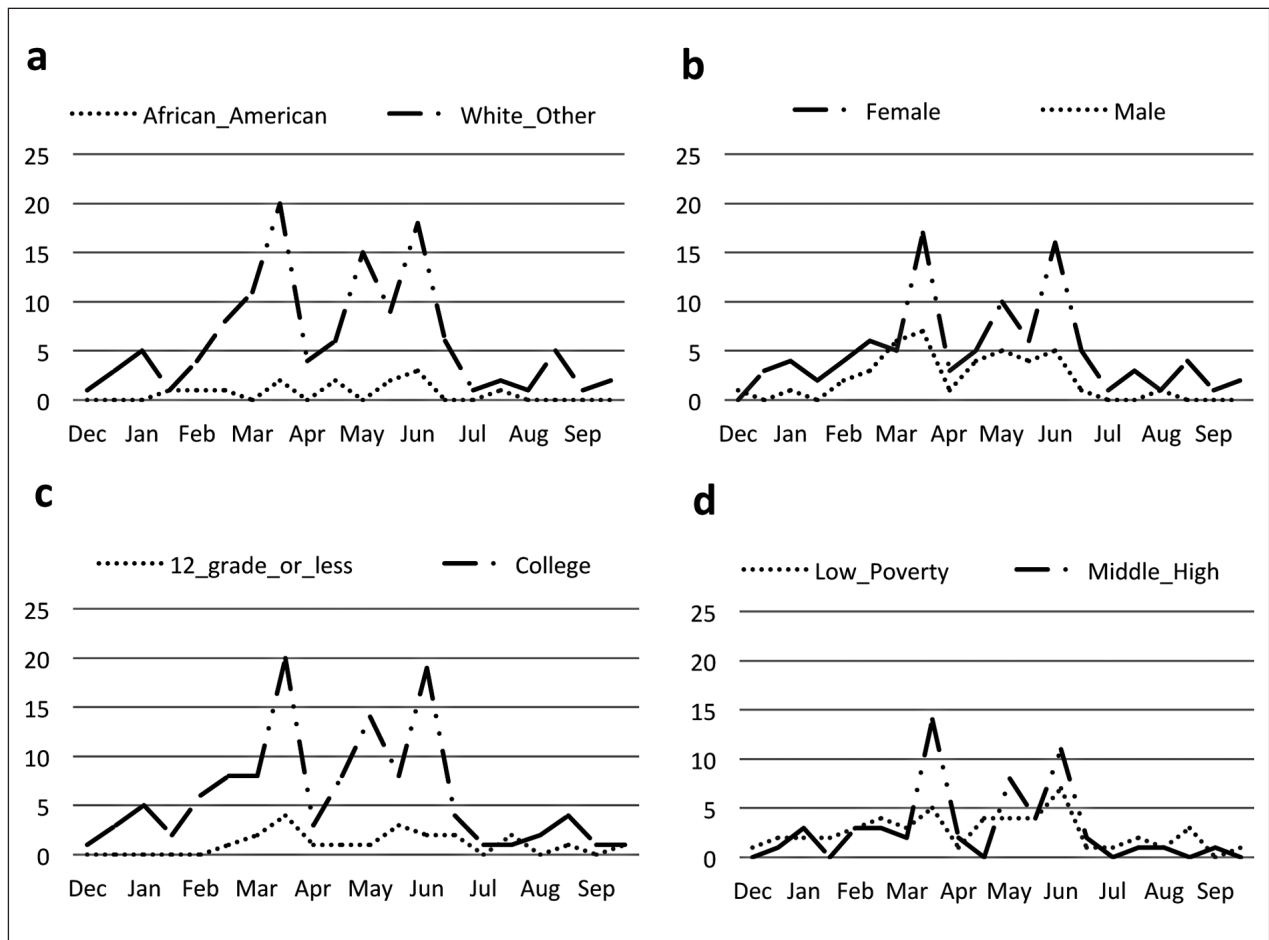 a
African_American White_Other
25
20
15
10
5
0
Dec Jan Feb Mar Apr May Jun Jul Aug Sep
b
Female Male
25
20
15
10
5
0
Dec Jan Feb Mar Apr May Jun Jul Aug Sep
c
12_grade_or_less College
25
20
15
10
5
0
Dec Jan Feb Mar Apr May Jun Jul Aug Sep
d
Low_Poverty Middle_High
25
20
15
10
5
0
Dec Jan Feb Mar Apr May Jun Jul Aug Sep